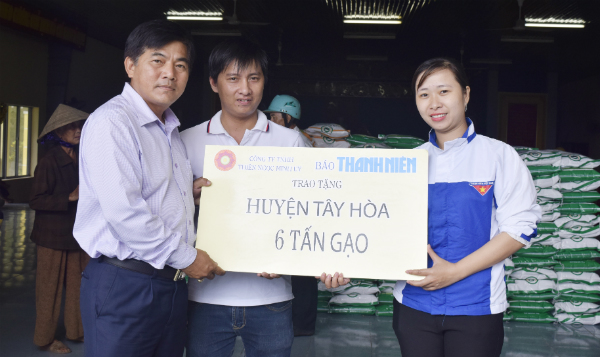 CÔNG TY TNHH
BÁO THANH NIÊN
TRAO TẶNG
HUYỆN TÂY HÒA
6 TẤN GẠO